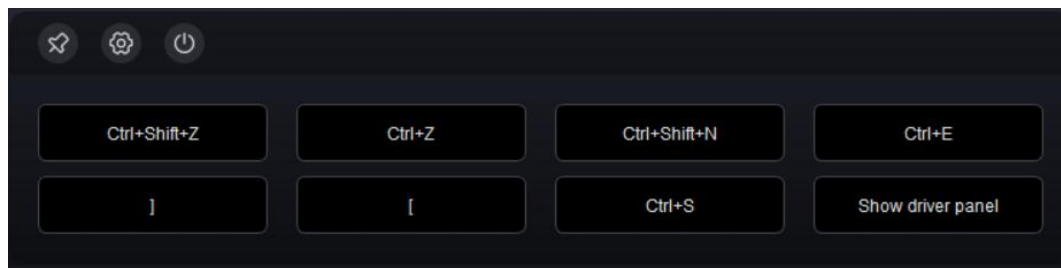 Ctrl+Shift+Z
Ctrl+Z
Ctrl+Shift+N
Ctrl+E
]
[
Ctrl+S
Show driver panel